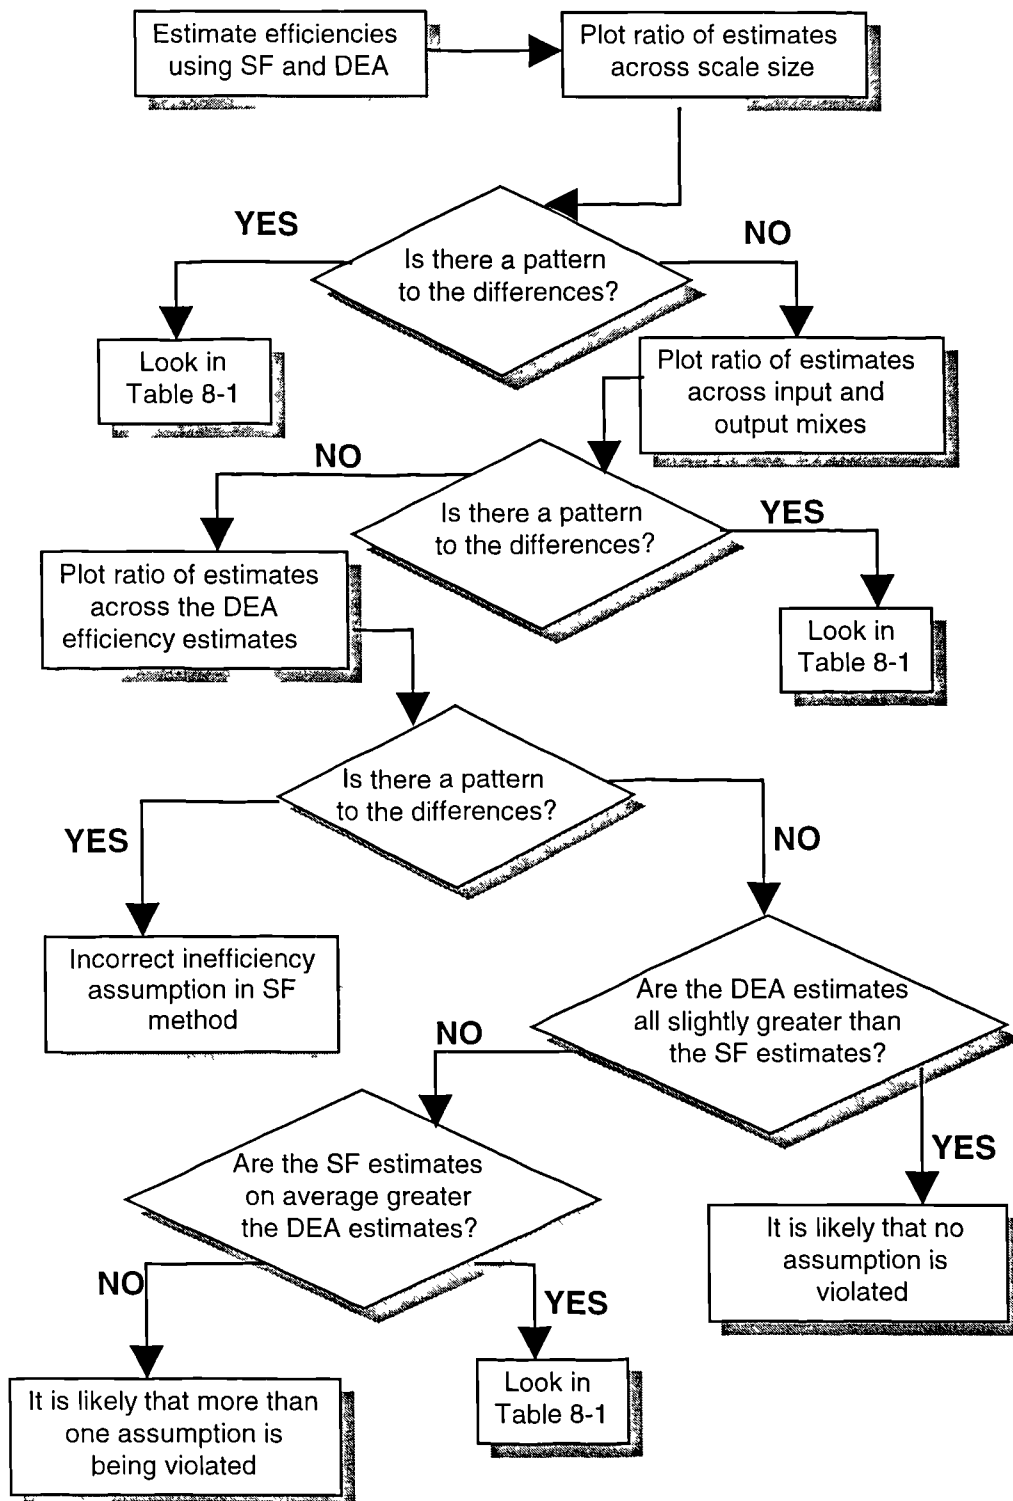 Estimate efficiencies
using SF and DEA
Plot ratio of estimates
across scale size
YES
NO
Is there a pattern
to the differences?
Look in
Table 8-1
Plot ratio of estimates
across input and
output mixes
NO
YES
Is there a pattern
to the differences?
Plot ratio of estimates
across the DEA
efficiency estimates
Look in
Table 8-1
Is there a pattern
to the differences?
YES
NO
Incorrect inefficiency
assumption in SF
method
Are the DEA estimates
all slightly greater than
the SF estimates?
NO
YES
Are the SF estimates
on average greater
the DEA estimates?
It is likely that no
assumption is
violated
NO
YES
It is likely that more than
one assumption is
being violated
Look in
Table 8-1